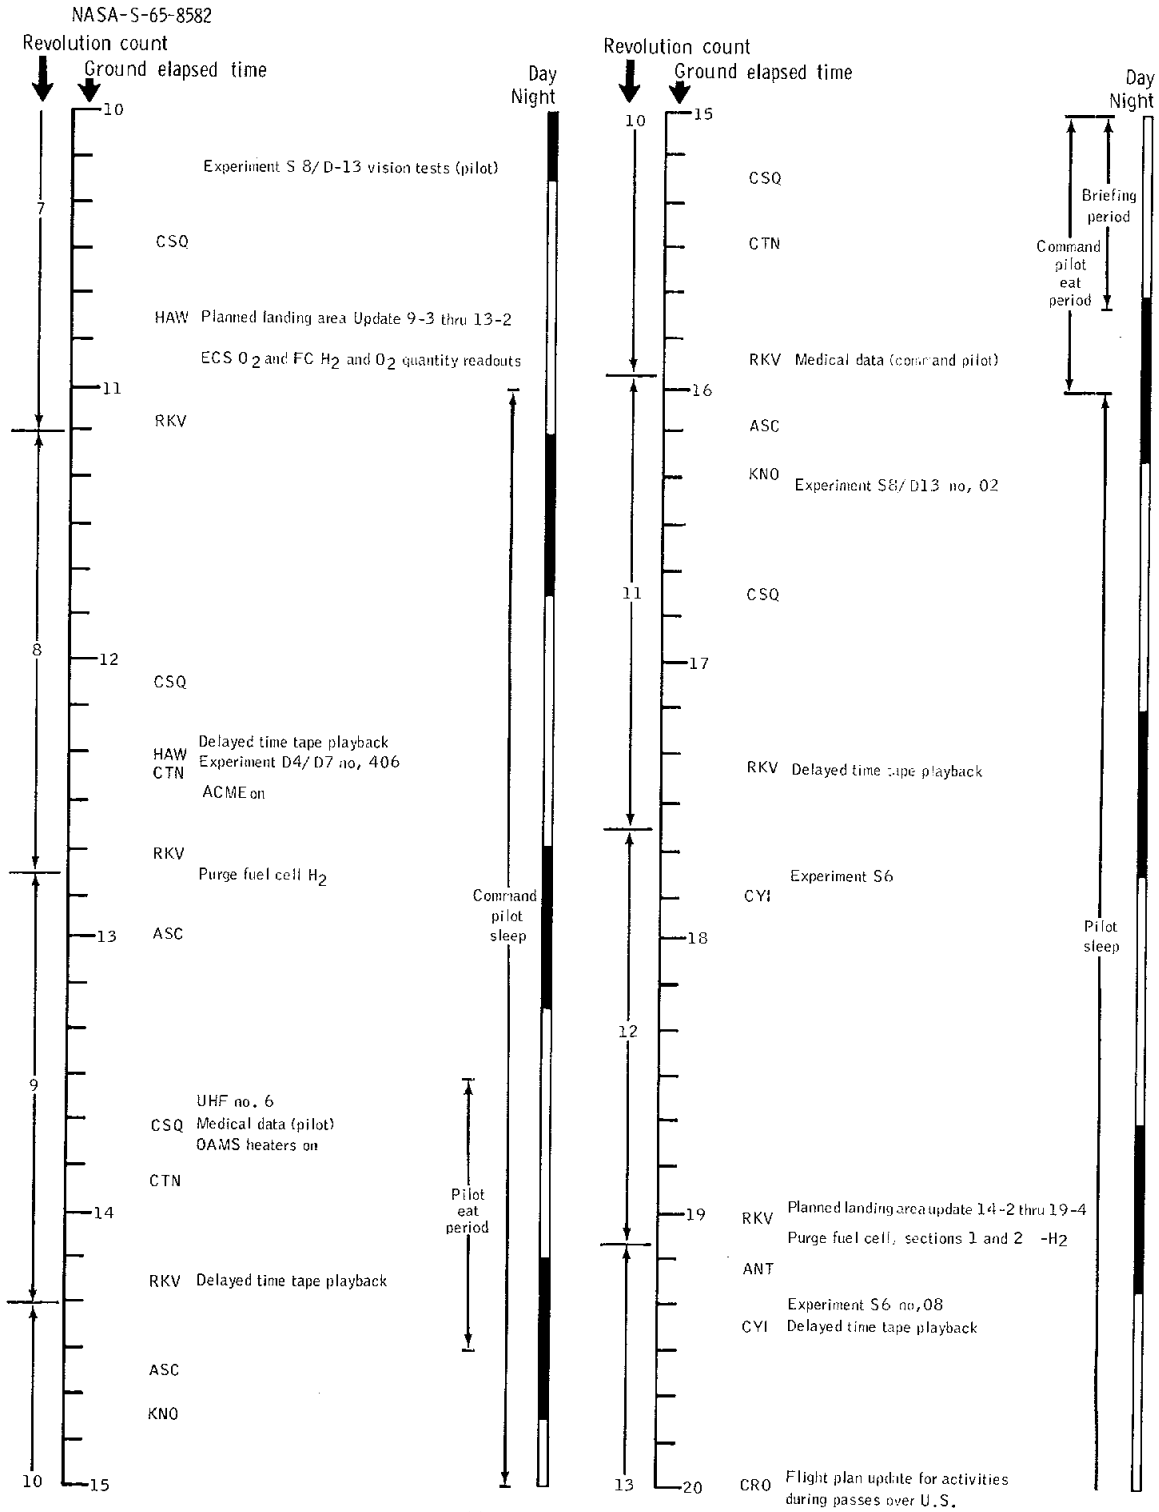 NASA-S-65-8582
Revolution count
Ground elapsed time
Day
Night
10
Experiment S 8/D-13 vision tests (pilot)
7
CSQ
HAW Planned landing area Update 9-3 thru 13-2
ECS O2 and FC H2 and O2 quantity readouts
11
RKV
8
12
CSQ
Delayed time tape playback
HAW Experiment D4/D7 no, 406
CTN
ACME on
RKV
Purge fuel cell H2
Command
pilot
sleep
13
ASC
9
UHF no. 6
CSQ Medical data (pilot)
OAMS heaters on
CTN
Pilot
eat
period
14
RKV Delayed time tape playback
ASC
KNO
10
15
Revolution count
Ground elapsed time
Day
Night
15
10
CSQ
Briefing
period
CTN
Command
pilot
eat
period
RKV Medical data (command pilot)
16
ASC
KNO
Experiment S8/D13 no, 02
11
CSQ
17
RKV Delayed time tape playback
Experiment S6
CYI
Pilot
sleep
18
12
Planned landing area update 14-2 thru 19-4
RKV
19
Purge fuel cell, sections 1 and 2 -H2
ANT
Experiment S6 no,08
CYI Delayed time tape playback
13
20
CRO Flight plan update for activities
during passes over U.S.